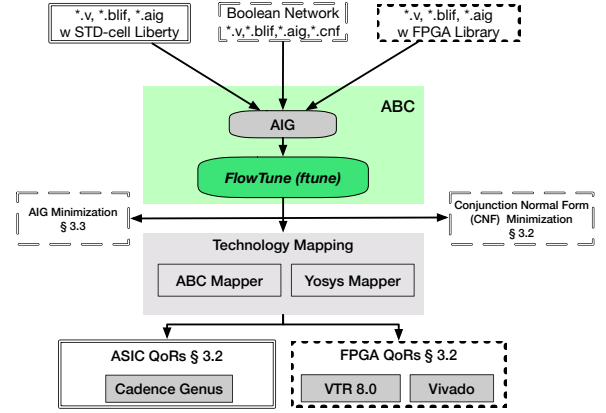 *.v, *.blif, *.aig
w STD-cell Liberty
Boolean Network
*.v,*.blif,*.aig,*.cnf
*.v, *.blif, *.aig
w FPGA Library
ABC
AIG
FlowTune (ftune)
AIG Minimization
§ 3.3
Conjunction Normal Form
(CNF) Minimization
§ 3.2
Technology Mapping
ABC Mapper
Yosys Mapper
ASIC QoRs § 3.2
Cadence Genus
FPGA QoRs § 3.2
VTR 8.0
Vivado